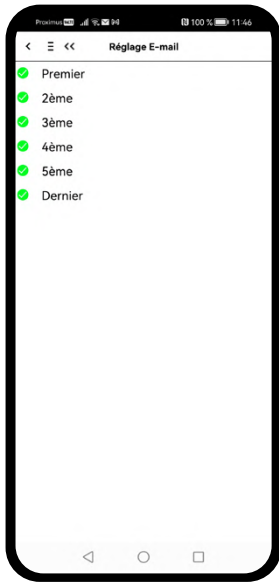 Proximus 100 % 11:46
Réglage E-mail
Premier
2ème
3ème
4ème
5ème
Dernier